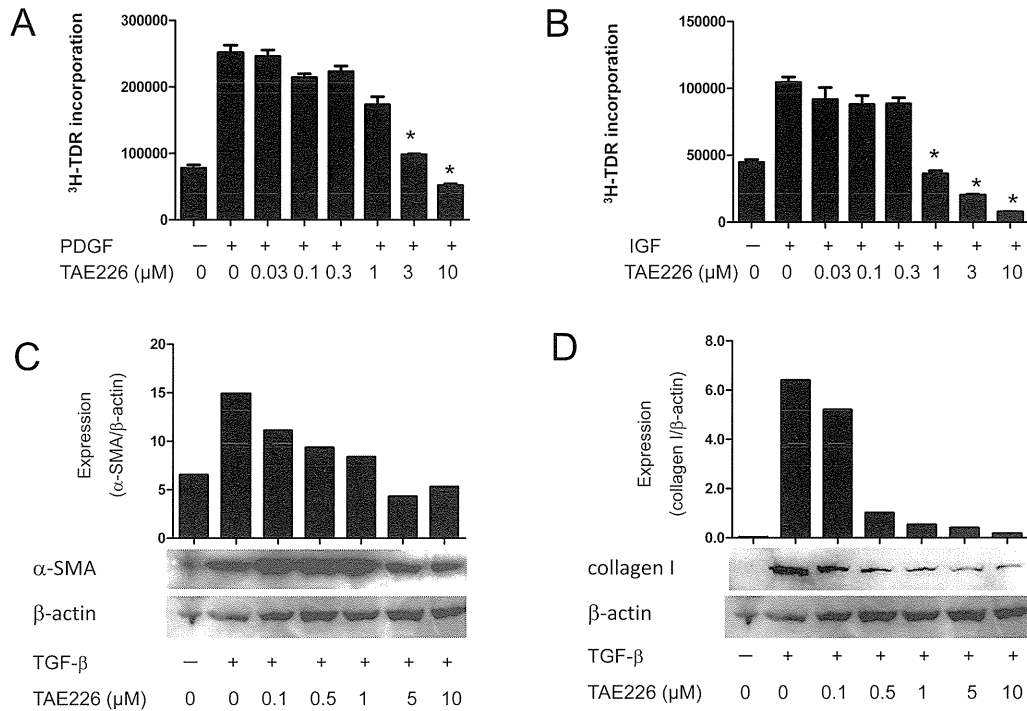 A
³H-TDR incorporation
300000
200000
100000
0
* *
PDGF — + + + + + + +
TAE226 (µM) 0 0 0.03 0.1 0.3 1 3 10
B
³H-TDR incorporation
150000
100000
50000
0
* * *
IGF — + + + + + + +
TAE226 (µM) 0 0 0.03 0.1 0.3 1 3 10
C
Expression
(α-SMA/β-actin)
20
15
10
5
0
α-SMA
β-actin
TGF-β — + + + + + +
TAE226 (µM) 0 0 0.1 0.5 1 5 10
D
Expression
(collagen I/β-actin)
8.0
6.0
4.0
2.0
0.0
collagen I
β-actin
TGF-β — + + + + + +
TAE226 (µM) 0 0 0.1 0.5 1 5 10